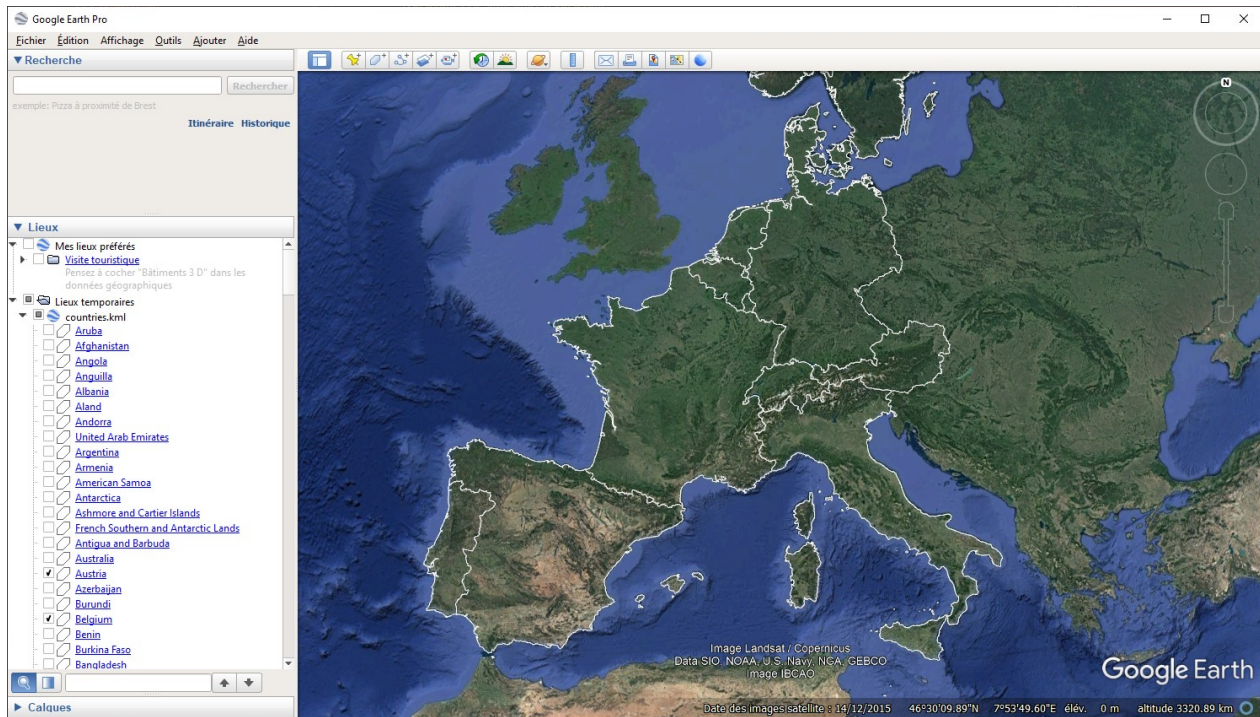 Google Earth Pro
Fichier Édition Affichage Outils Ajouter Aide
Recherche
Rechercher
exemple: Pizza à proximité de Brest
Itinéraire Historique
Lieux
Mes lieux préférés
Visite touristique
Pensez à cocher "Bâtiments 3 D" dans les
données géographiques
Lieux temporaires
countries.kml
Aruba
Afghanistan
Angola
Anguilla
Albania
Aland
Andorra
United Arab Emirates
Argentina
Armenia
American Samoa
Antarctica
Ashmore and Cartier Islands
French Southern and Antarctic Lands
Antigua and Barbuda
Australia
Austria
Azerbaijan
Burundi
Belgium
Benin
Burkina Faso
Bangladesh
Calques
N
Image Landsat / Copernicus
Data SIO, NOAA, U.S. Navy, NGA, GEBCO
Image IBCAO
Google Earth
Date des images satellite : 14/12/2015 46°30'09.89"N 7°53'49.60"E élév. 0 m altitude 3320.89 km